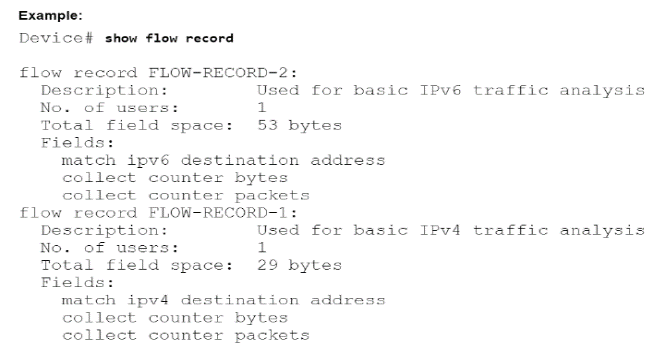 Example:
Device# show flow record
flow record FLOW-RECORD-2:
Description: Used for basic IPv6 traffic analysis
No. of users: 1
Total field space: 53 bytes
Fields:
match ipv6 destination address
collect counter bytes
collect counter packets
flow record FLOW-RECORD-1:
Description: Used for basic IPv4 traffic analysis
No. of users: 1
Total field space: 29 bytes
Fields:
match ipv4 destination address
collect counter bytes
collect counter packets